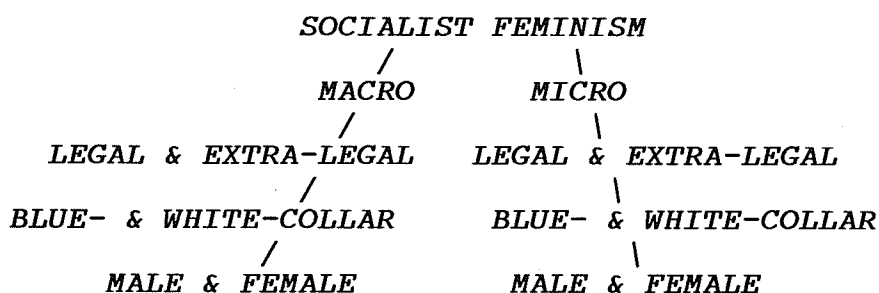 SOCIALIST FEMINISM
MACRO MICRO
LEGAL & EXTRA-LEGAL LEGAL & EXTRA-LEGAL
BLUE- & WHITE-COLLAR BLUE- & WHITE-COLLAR
MALE & FEMALE MALE & FEMALE